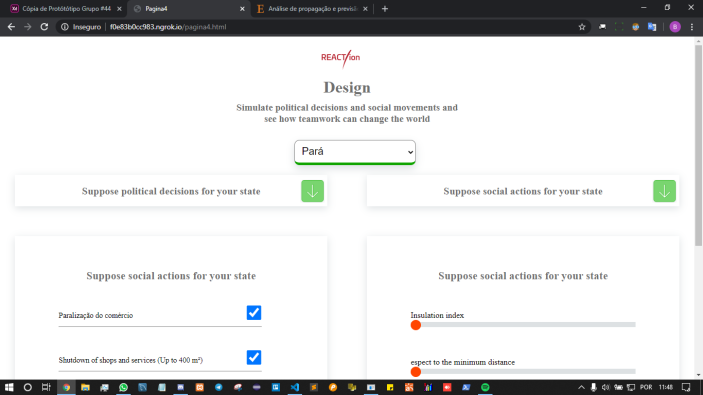 Cópia de Protótótipo Grupo #44
Pagina4
Análise de propagação e previsã
Inseguro
f0e83b0cc983.ngrok.io/pagina4.html
B
REACT/ion
Design
Simulate political decisions and social movements and
see how teamwork can change the world
Pará
Suppose political decisions for your state
Suppose social actions for your state
Suppose social actions for your state
Paralização do comércio
Shutdown of shops and services (Up to 400 m²)
Suppose social actions for your state
Insulation index
espect to the minimum distance
POR
11:48